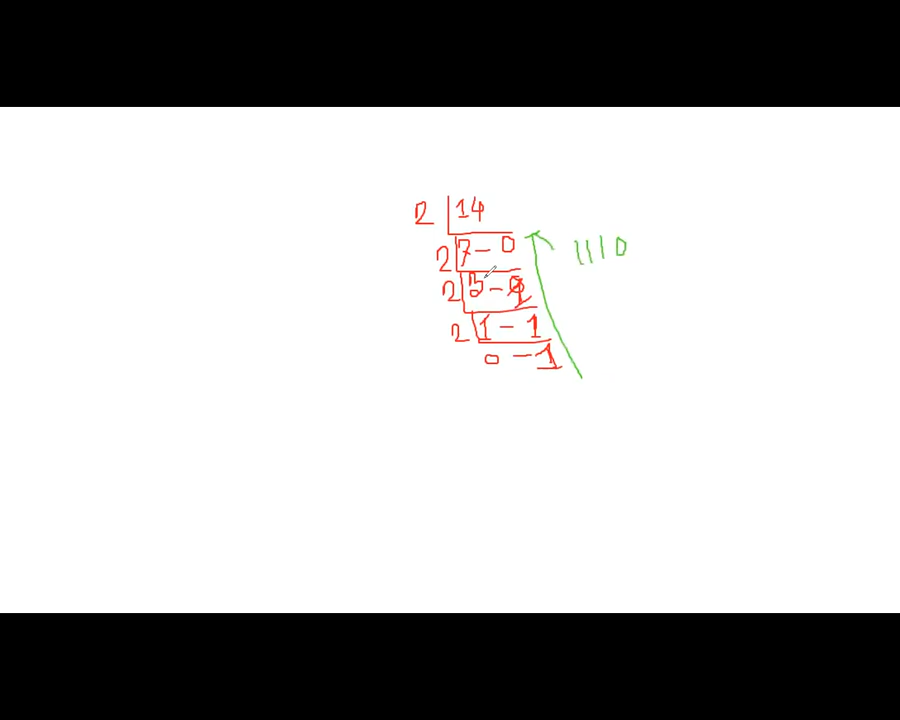 2 14
2 7 - 0 1110
2 3 - 1
2 1 - 1
0 - 1